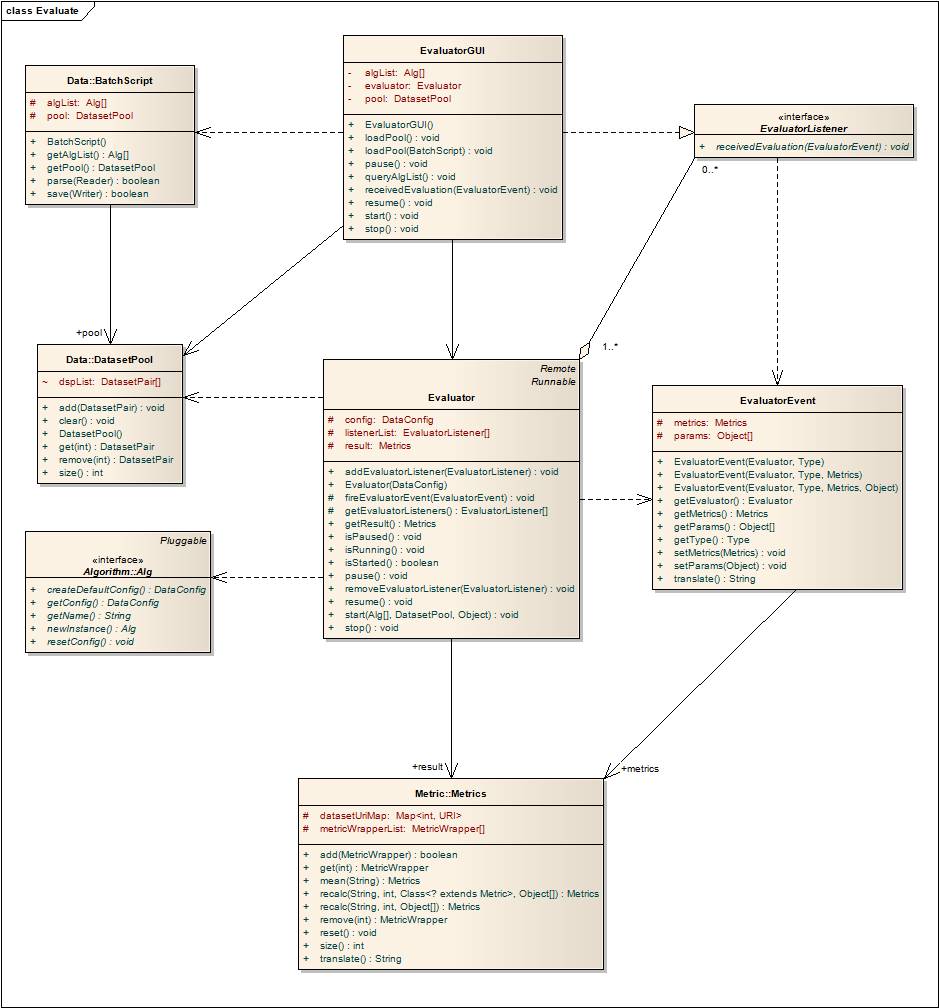 class Evaluate
EvaluatorGUI
- algList: Alg[]
- evaluator: Evaluator
- pool: DatasetPool
+ EvaluatorGUI()
+ loadPool() : void
+ loadPool(BatchScript) : void
+ pause() : void
+ queryAlgList() : void
+ receivedEvaluation(EvaluatorEvent) : void
+ resume() : void
+ start() : void
+ stop() : void
Data::BatchScript
# algList: Alg[]
# pool: DatasetPool
+ BatchScript()
+ getAlgList() : Alg[]
+ getPool() : DatasetPool
+ parse(Reader) : boolean
+ save(Writer) : boolean
«interface»
EvaluatorListener
+ receivedEvaluation(EvaluatorEvent) : void
0..*
+pool
1..*
Data::DatasetPool
~ dspList: DatasetPair[]
+ add(DatasetPair) : void
+ clear() : void
+ DatasetPool()
+ get(int) : DatasetPair
+ remove(int) : DatasetPair
+ size() : int
Remote
Runnable
Evaluator
# config: DataConfig
# listenerList: EvaluatorListener[]
# result: Metrics
+ addEvaluatorListener(EvaluatorListener) : void
+ Evaluator(DataConfig)
# fireEvaluatorEvent(EvaluatorEvent) : void
# getEvaluatorListeners() : EvaluatorListener[]
+ getResult() : Metrics
+ isPaused() : void
+ isRunning() : void
+ isStarted() : boolean
+ pause() : void
+ removeEvaluatorListener(EvaluatorListener) : void
+ resume() : void
+ start(Alg[], DatasetPool, Object) : void
+ stop() : void
EvaluatorEvent
# metrics: Metrics
# params: Object[]
+ EvaluatorEvent(Evaluator, Type)
+ EvaluatorEvent(Evaluator, Type, Metrics)
+ EvaluatorEvent(Evaluator, Type, Metrics, Object)
+ getEvaluator() : Evaluator
+ getMetrics() : Metrics
+ getParams() : Object[]
+ getType() : Type
+ setMetrics(Metrics) : void
+ setParams(Object) : void
+ translate() : String
Pluggable
«interface»
Algorithm::Alg
+ createDefaultConfig() : DataConfig
+ getConfig() : DataConfig
+ getName() : String
+ newInstance() : Alg
+ resetConfig() : void
+result
+metrics
Metric::Metrics
# datasetUriMap: Map<int, URI>
# metricWrapperList: MetricWrapper[]
+ add(MetricWrapper) : boolean
+ get(int) : MetricWrapper
+ mean(String) : Metrics
+ recalc(String, int, Class<? extends Metric>, Object[]) : Metrics
+ recalc(String, int, Object[]) : Metrics
+ remove(int) : MetricWrapper
+ reset() : void
+ size() : int
+ translate() : String